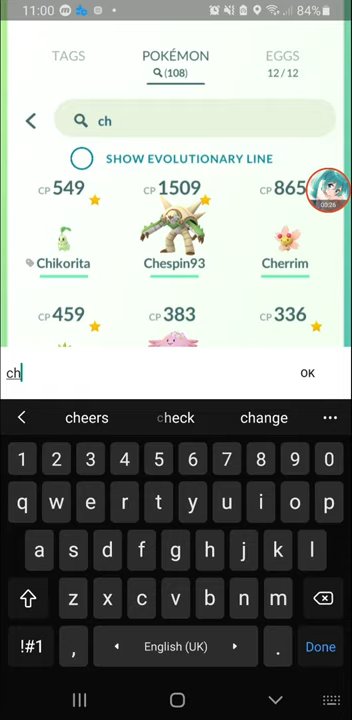 11:00 84%
TAGS POKÉMON EGGS
(108) 12/12
ch
SHOW EVOLUTIONARY LINE
CP 549 CP 1509 CP 865
00:26
Chikorita Chespin93 Cherrim
CP 459 CP 383 CP 336
ch OK
cheers check change
1 2 3 4 5 6 7 8 9 0
q w e r t y u i o p
a s d f g h j k l
z x c v b n m
!#1 , English (UK) . Done